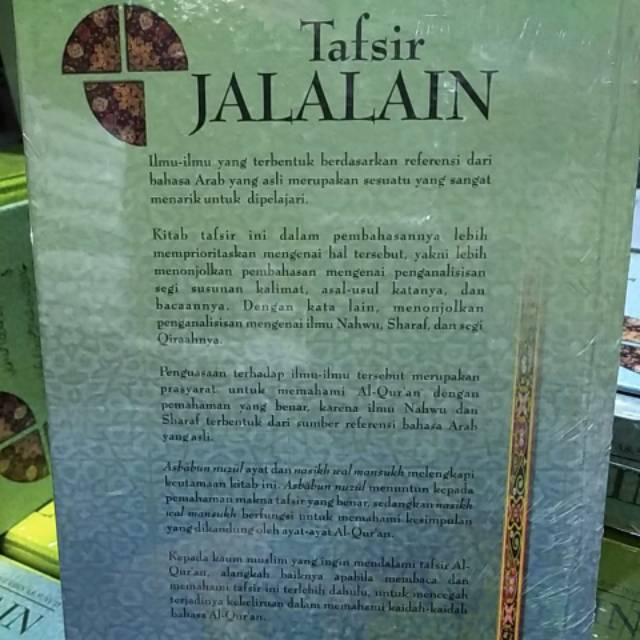 Tafsir
JALALAIN
Ilmu-ilmu yang terbentuk berdasarkan referensi dari
bahasa Arab yang asli merupakan sesuatu yang sangat
menarik untuk dipelajari.
Kitab tafsir ini dalam pembahasannya lebih
memprioritaskan mengenai hal tersebut, yakni lebih
menonjolkan pembahasan mengenai penganalisisan
segi susunan kalimat, asal-usul katanya, dan
bacaannya. Dengan kata lain, menonjolkan
penganalisisan mengenai ilmu Nahwu, Sharaf, dan segi
Qiraahnya.
Penguasaan terhadap ilmu-ilmu tersebut merupakan
prasyarat untuk memahami Al-Qur'an dengan
pemahaman yang benar, karena ilmu Nahwu dan
Sharaf terbentuk dari sumber referensi bahasa Arab
yang asli.
Asbabun nuzul ayat dan nasikh wal mansukh melengkapi
keutamaan kitab ini. Asbabun nuzul menuntun kepada
pemahaman makna tafsir yang benar, sedangkan nasikh
wal mansukh berfungsi untuk memahami kesimpulan
yang dikandung oleh ayat-ayat Al-Qur'an.
Kepada kaum muslim yang ingin mendalami tafsir Al-
Qur'an, alangkah baiknya apabila membaca dan
memahami tafsir ini terlebih dahulu, untuk mencegah
terjadinya kekeliruan dalam memahami kaidah-kaidah
bahasa Al-Qur'an.
IN